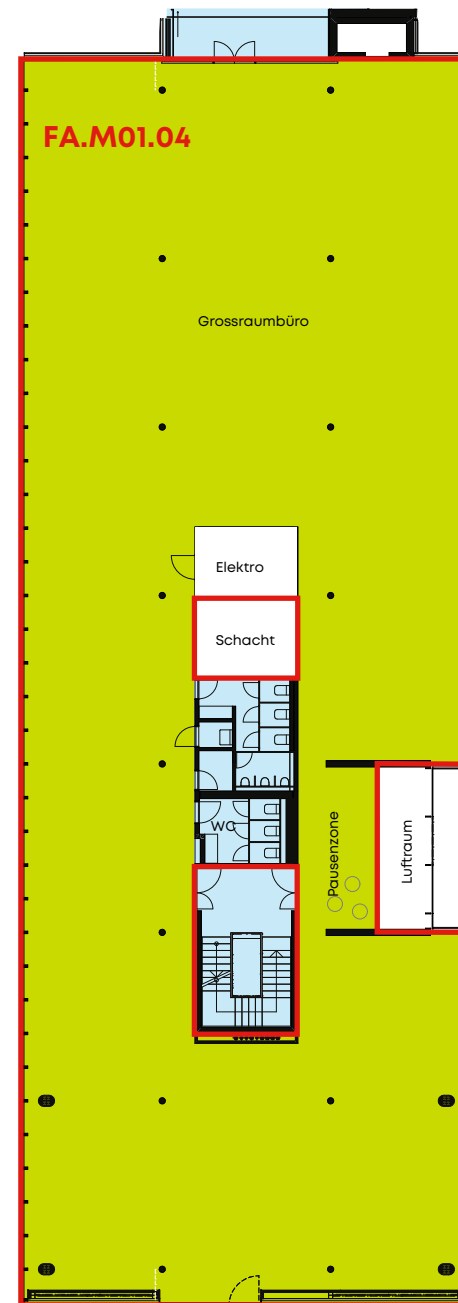 FA.M01.04
Grossraumbüro
Elektro
Schacht
WC
Pausenzone
Luftraum